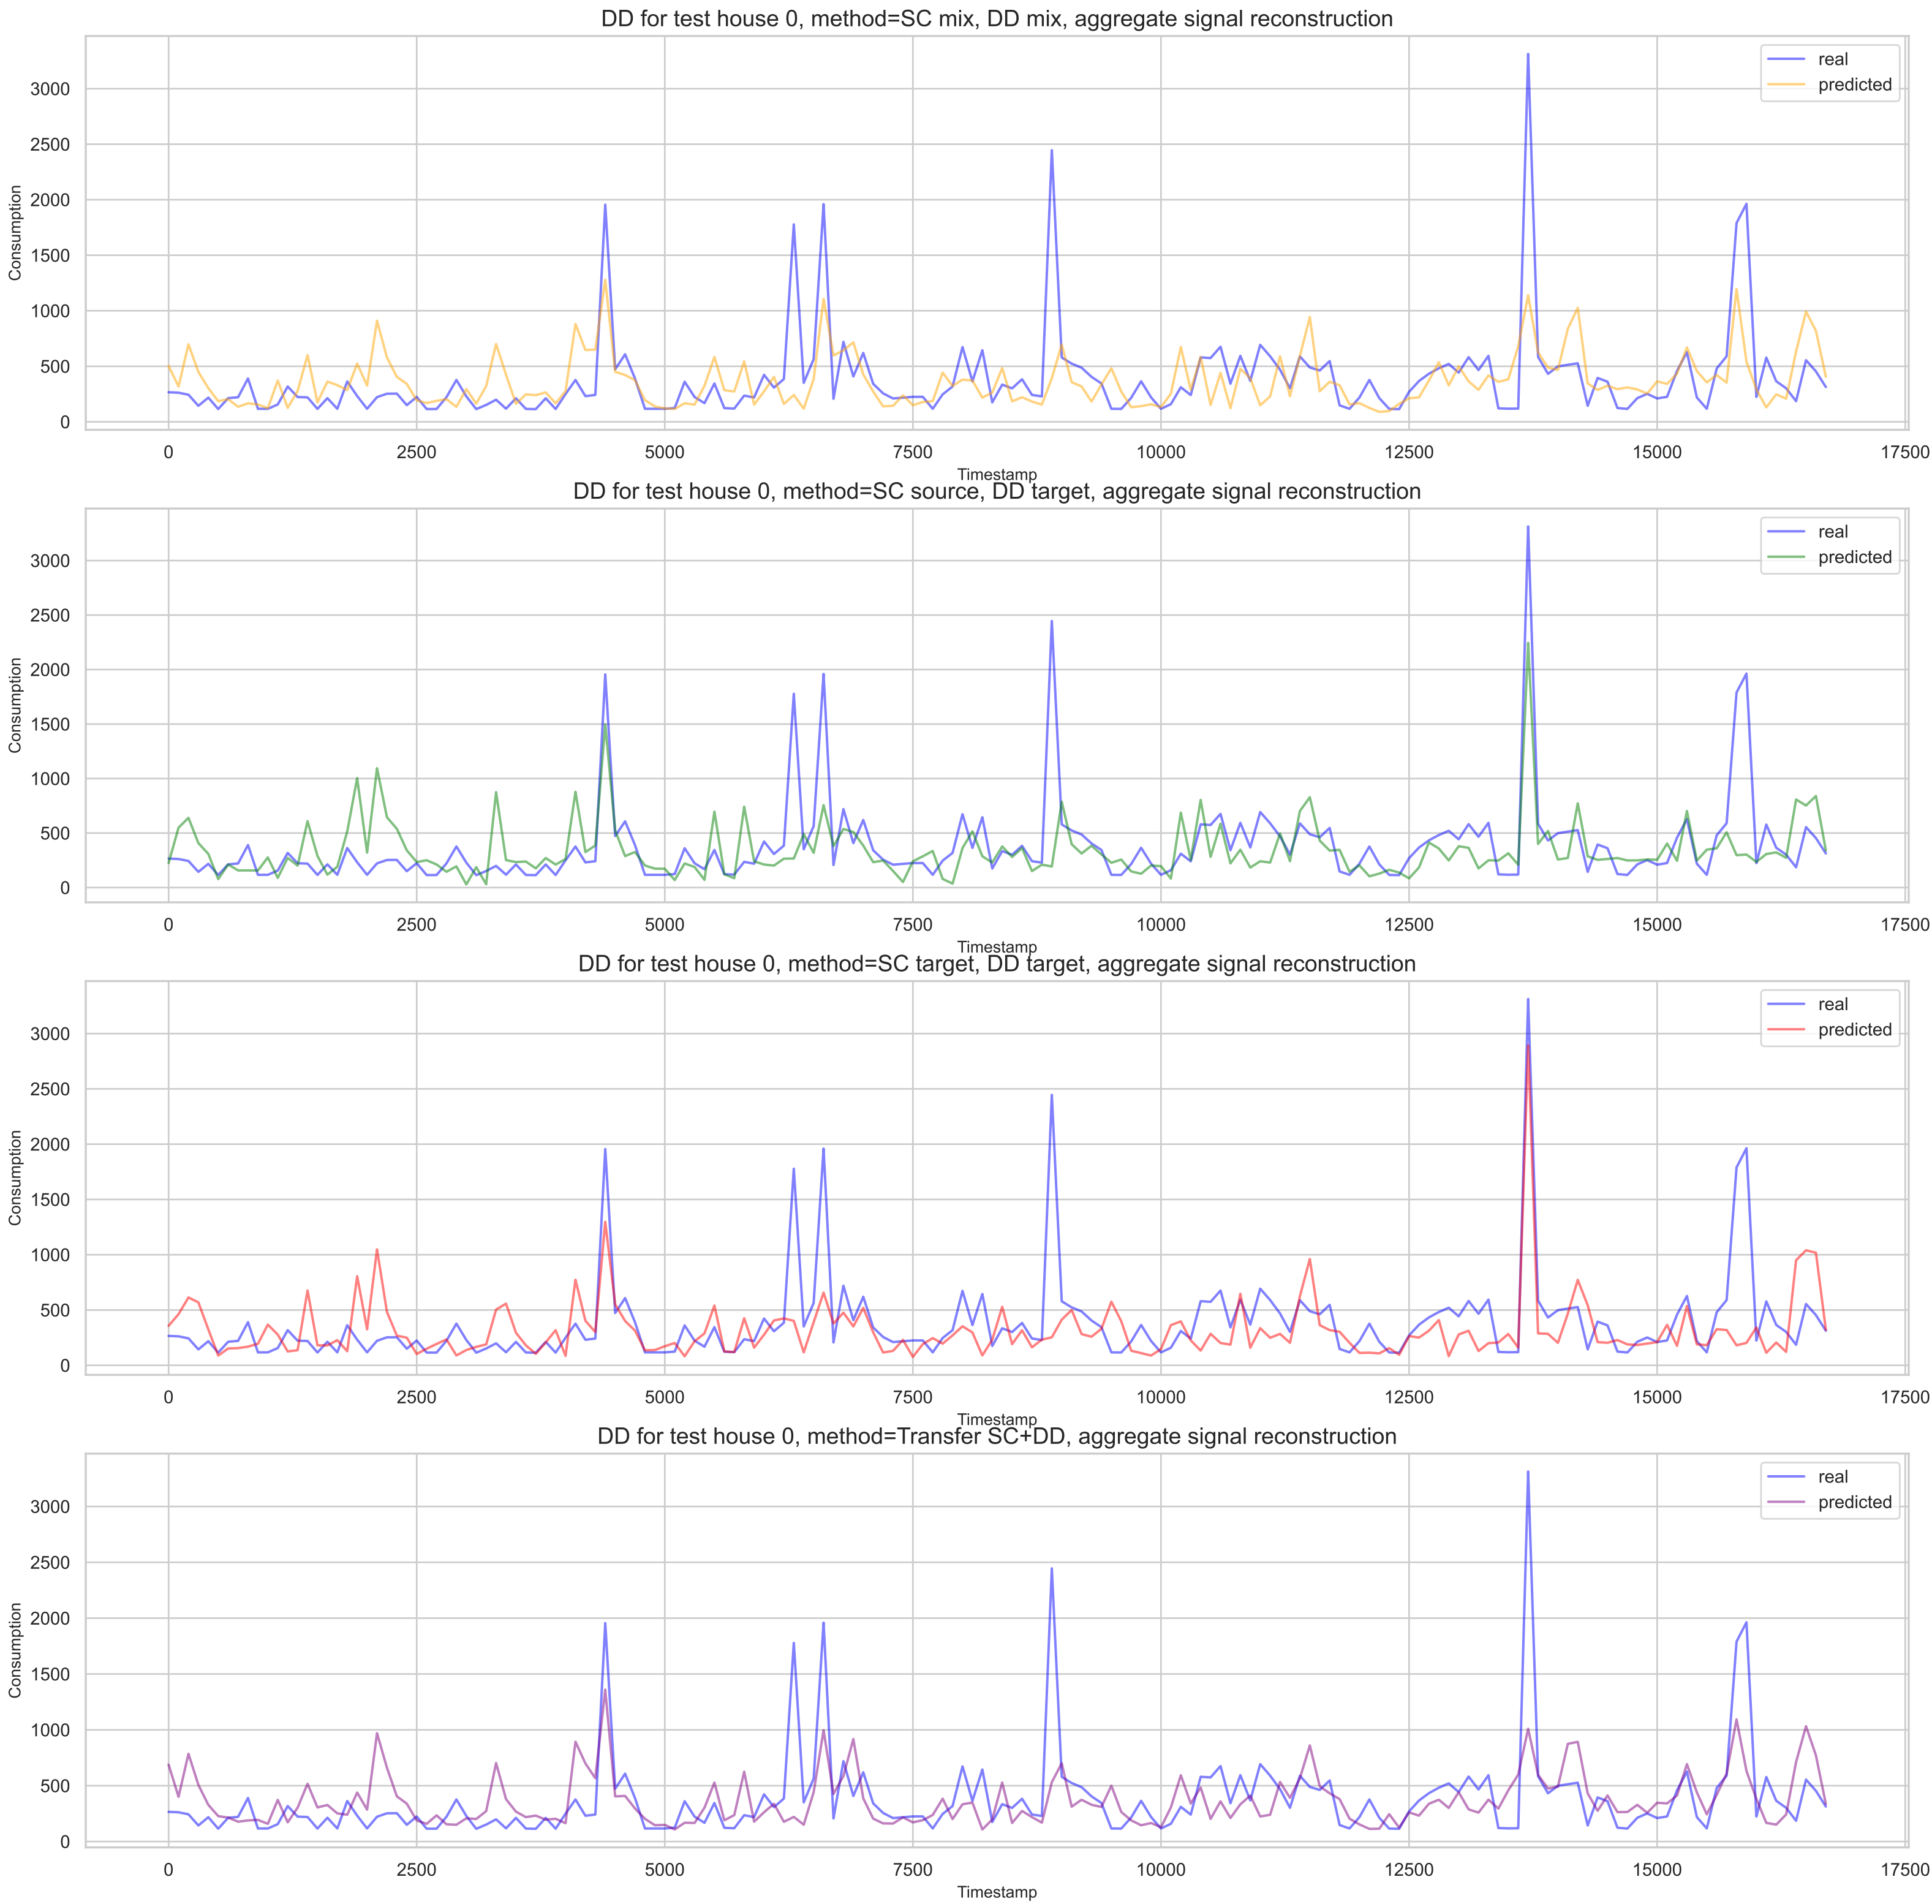 DD for test house 0, method=SC mix, DD mix, aggregate signal reconstruction
real
predicted
3000
2500
2000
1500
1000
500
0
Consumption
0 2500 5000 7500 10000 12500 15000 17500
Timestamp
DD for test house 0, method=SC source, DD target, aggregate signal reconstruction
real
predicted
3000
2500
2000
1500
1000
500
0
Consumption
0 2500 5000 7500 10000 12500 15000 17500
Timestamp
DD for test house 0, method=SC target, DD target, aggregate signal reconstruction
real
predicted
3000
2500
2000
1500
1000
500
0
Consumption
0 2500 5000 7500 10000 12500 15000 17500
Timestamp
DD for test house 0, method=Transfer SC+DD, aggregate signal reconstruction
real
predicted
3000
2500
2000
1500
1000
500
0
Consumption
0 2500 5000 7500 10000 12500 15000 17500
Timestamp